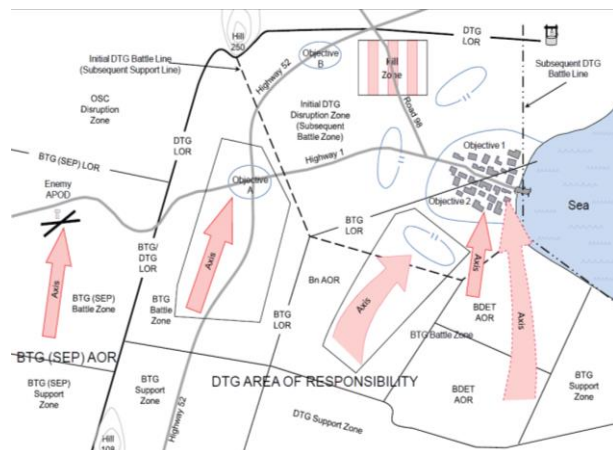 Hill
250
DTG
LOR
Initial DTG Battle Line
(Subsequent Support Line)
Objective
B
Highway 52
Kill
Zone
Subsequent DTG
Battle Line
OSC
Disruption
Zone
DTG
LOR
Initial DTG
Disruption Zone
(Subsequent
Battle Zone)
Road 98
Objective 1
BTG (SEP) LOR
Highway 1
Enemy
APOD
Objective
A
Objective 2
Sea
BTG/
DTG
LOR
BTG
LOR
Axis
Axis
Axis
Axis
Axis
Bn AOR
BDET
AOR
BTG (SEP)
Battle Zone
BTG
Battle
Zone
BTG
LOR
BTG Battle Zone
BTG (SEP) AOR
BTG (SEP)
Support
Zone
BTG
Support
Zone
DTG AREA OF RESPONSIBILITY
BDET
AOR
BTG
Support
Zone
Highway 52
DTG Support Zone
Hill
108